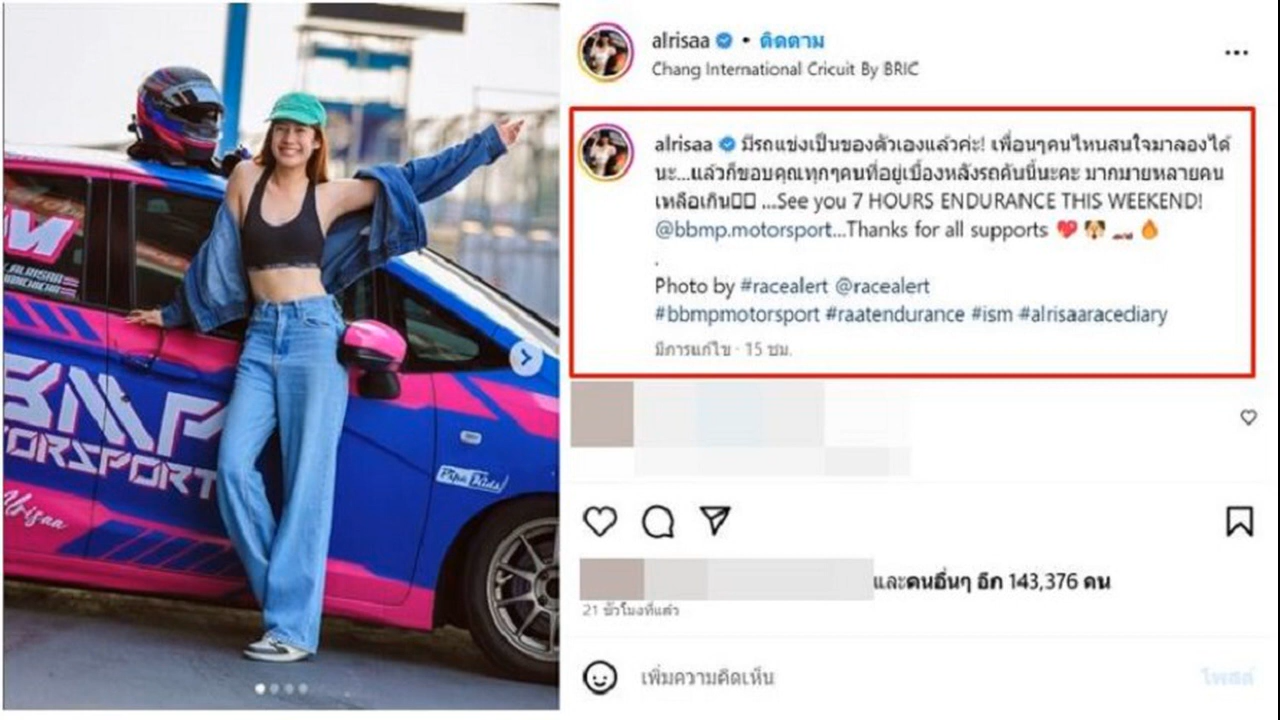 alrisaa • ติดตาม
Chang International Cricuit By BRIC
alrisaa มีรถแข่งเป็นของตัวเองแล้วค่ะ! เพื่อนๆคนไหนสนใจมาลองได้
นะ...แล้วก็ขอบคุณทุกๆคนที่อยู่เบื้องหลังรถคันนี้นะคะ มากมายหลายคน
เหลือเกิน▯▯ ...See you 7 HOURS ENDURANCE THIS WEEKEND!
@bbmp.motorsport...Thanks for all supports 💖 🐶 🏎️ 🔥
.
Photo by #racealert @racealert
#bbmpmotorsport #raatendurance #ism #alrisaaracediary
มีการแก้ไข · 15 ชม.
และคนอื่นๆ อีก 143,376 คน
21 ชั่วโมงที่แล้ว
เพิ่มความคิดเห็น
โพสต์
ALRISAA
BMP
ORSPORT
Alrisaa